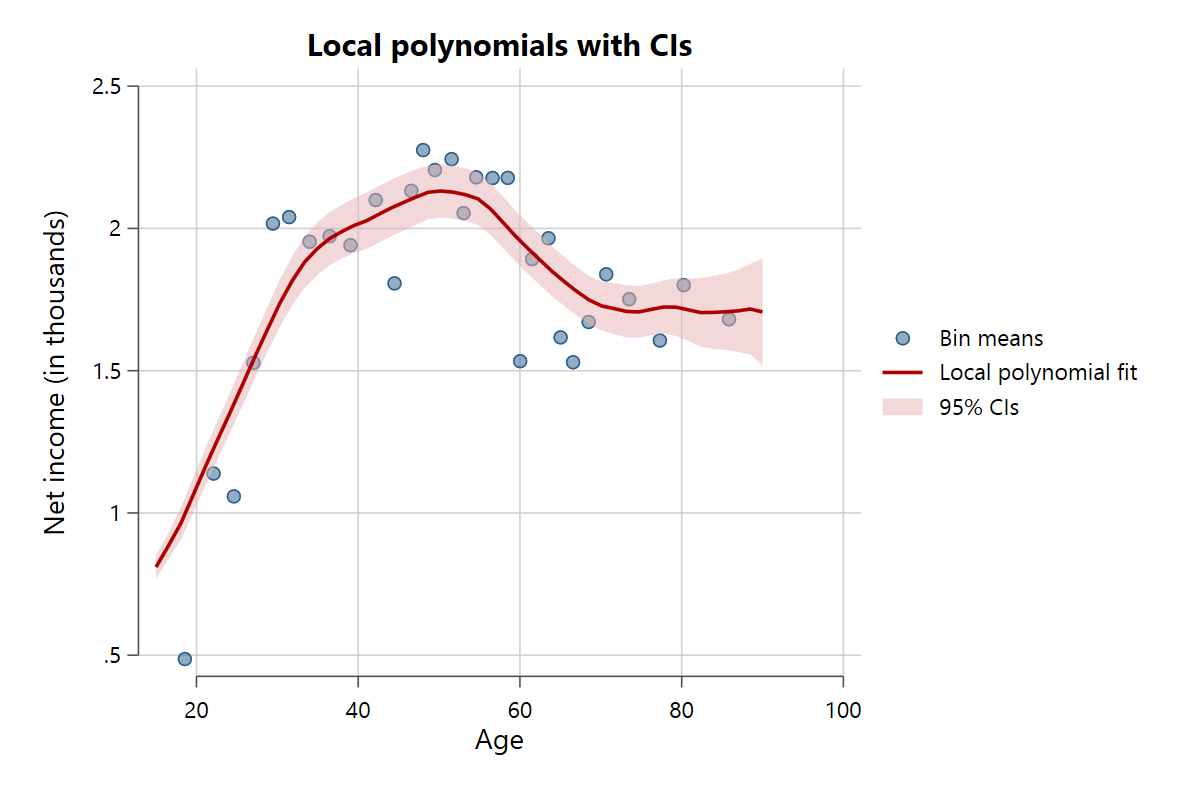 Local polynomials with CIs
Net income (in thousands)
2.5
2
1.5
1
.5
20 40 60 80 100
Age
Bin means
Local polynomial fit
95% CIs